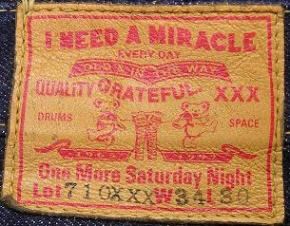 I NEED A MIRACLE
EVERY DAY
QUALITY GRATEFUL XXX
DRUMS SPACE
One More Saturday Night
Lot 710XXX W34L30